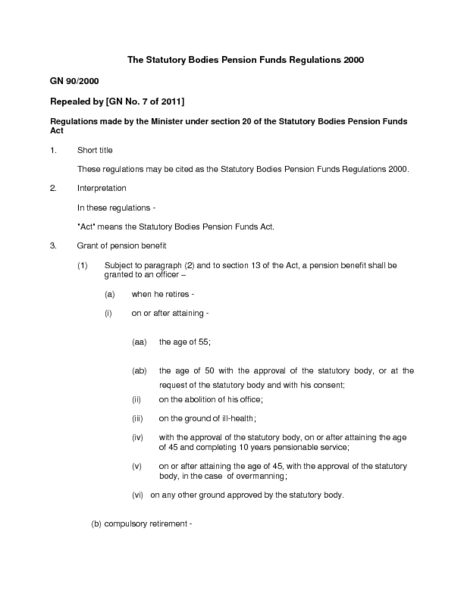 The Statutory Bodies Pension Funds Regulations 2000
GN 90/2000
Repealed by [GN No. 7 of 2011]
Regulations made by the Minister under section 20 of the Statutory Bodies Pension Funds
Act
1. Short title
These regulations may be cited as the Statutory Bodies Pension Funds Regulations 2000.
2. Interpretation
In these regulations -
"Act" means the Statutory Bodies Pension Funds Act.
3. Grant of pension benefit
(1) Subject to paragraph (2) and to section 13 of the Act, a pension benefit shall be
granted to an officer –
(a) when he retires -
(i) on or after attaining -
(aa) the age of 55;
(ab) the age of 50 with the approval of the statutory body, or at the
request of the statutory body and with his consent;
(ii) on the abolition of his office;
(iii) on the ground of ill-health;
(iv) with the approval of the statutory body, on or after attaining the age
of 45 and completing 10 years pensionable service;
(v) on or after attaining the age of 45, with the approval of the statutory
body, in the case of overmanning;
(vi) on any other ground approved by the statutory body.
(b) compulsory retirement -